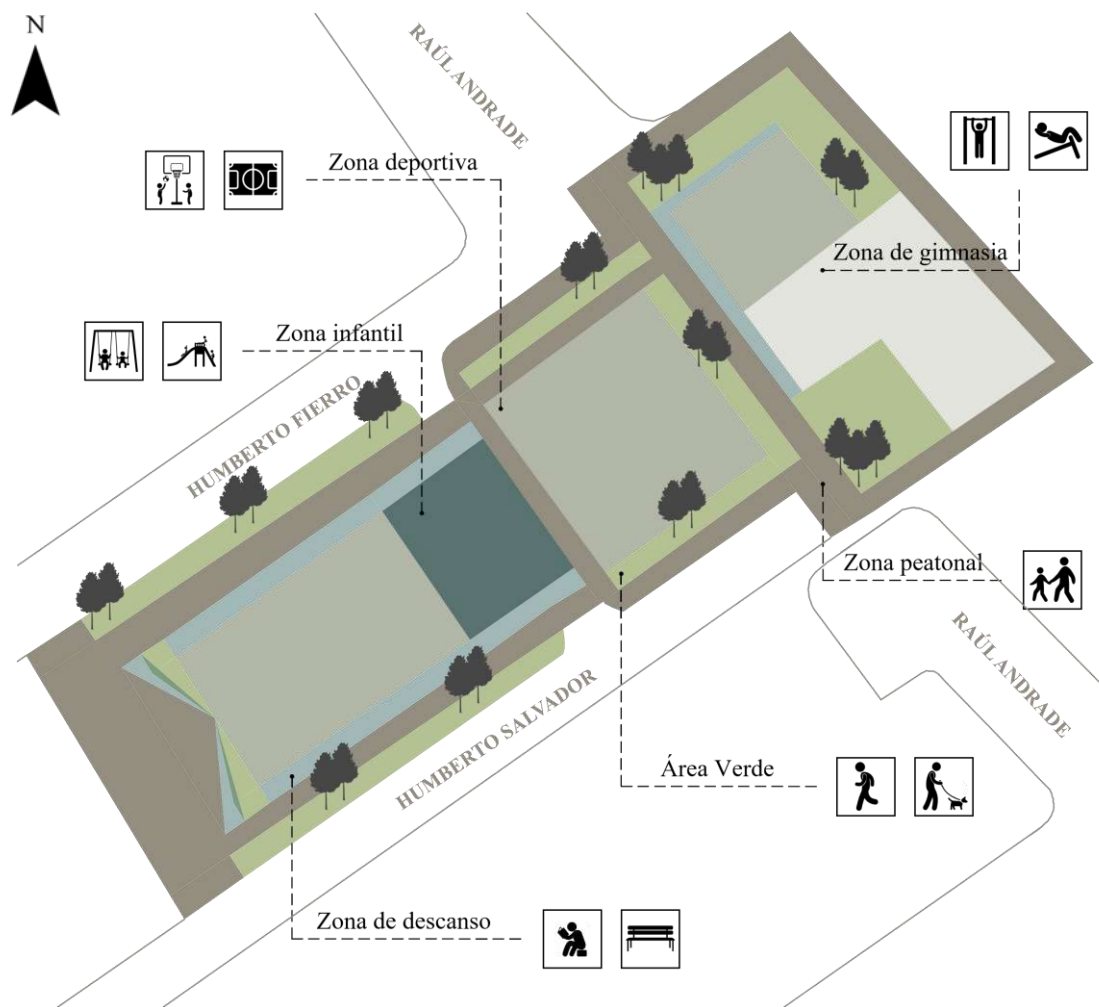 N
RAÚL ANDRADE
Zona deportiva
Zona de gimnasia
Zona infantil
HUMBERTO FIERRO
Zona peatonal
RAÚL ANDRADE
HUMBERTO SALVADOR
Área Verde
Zona de descanso